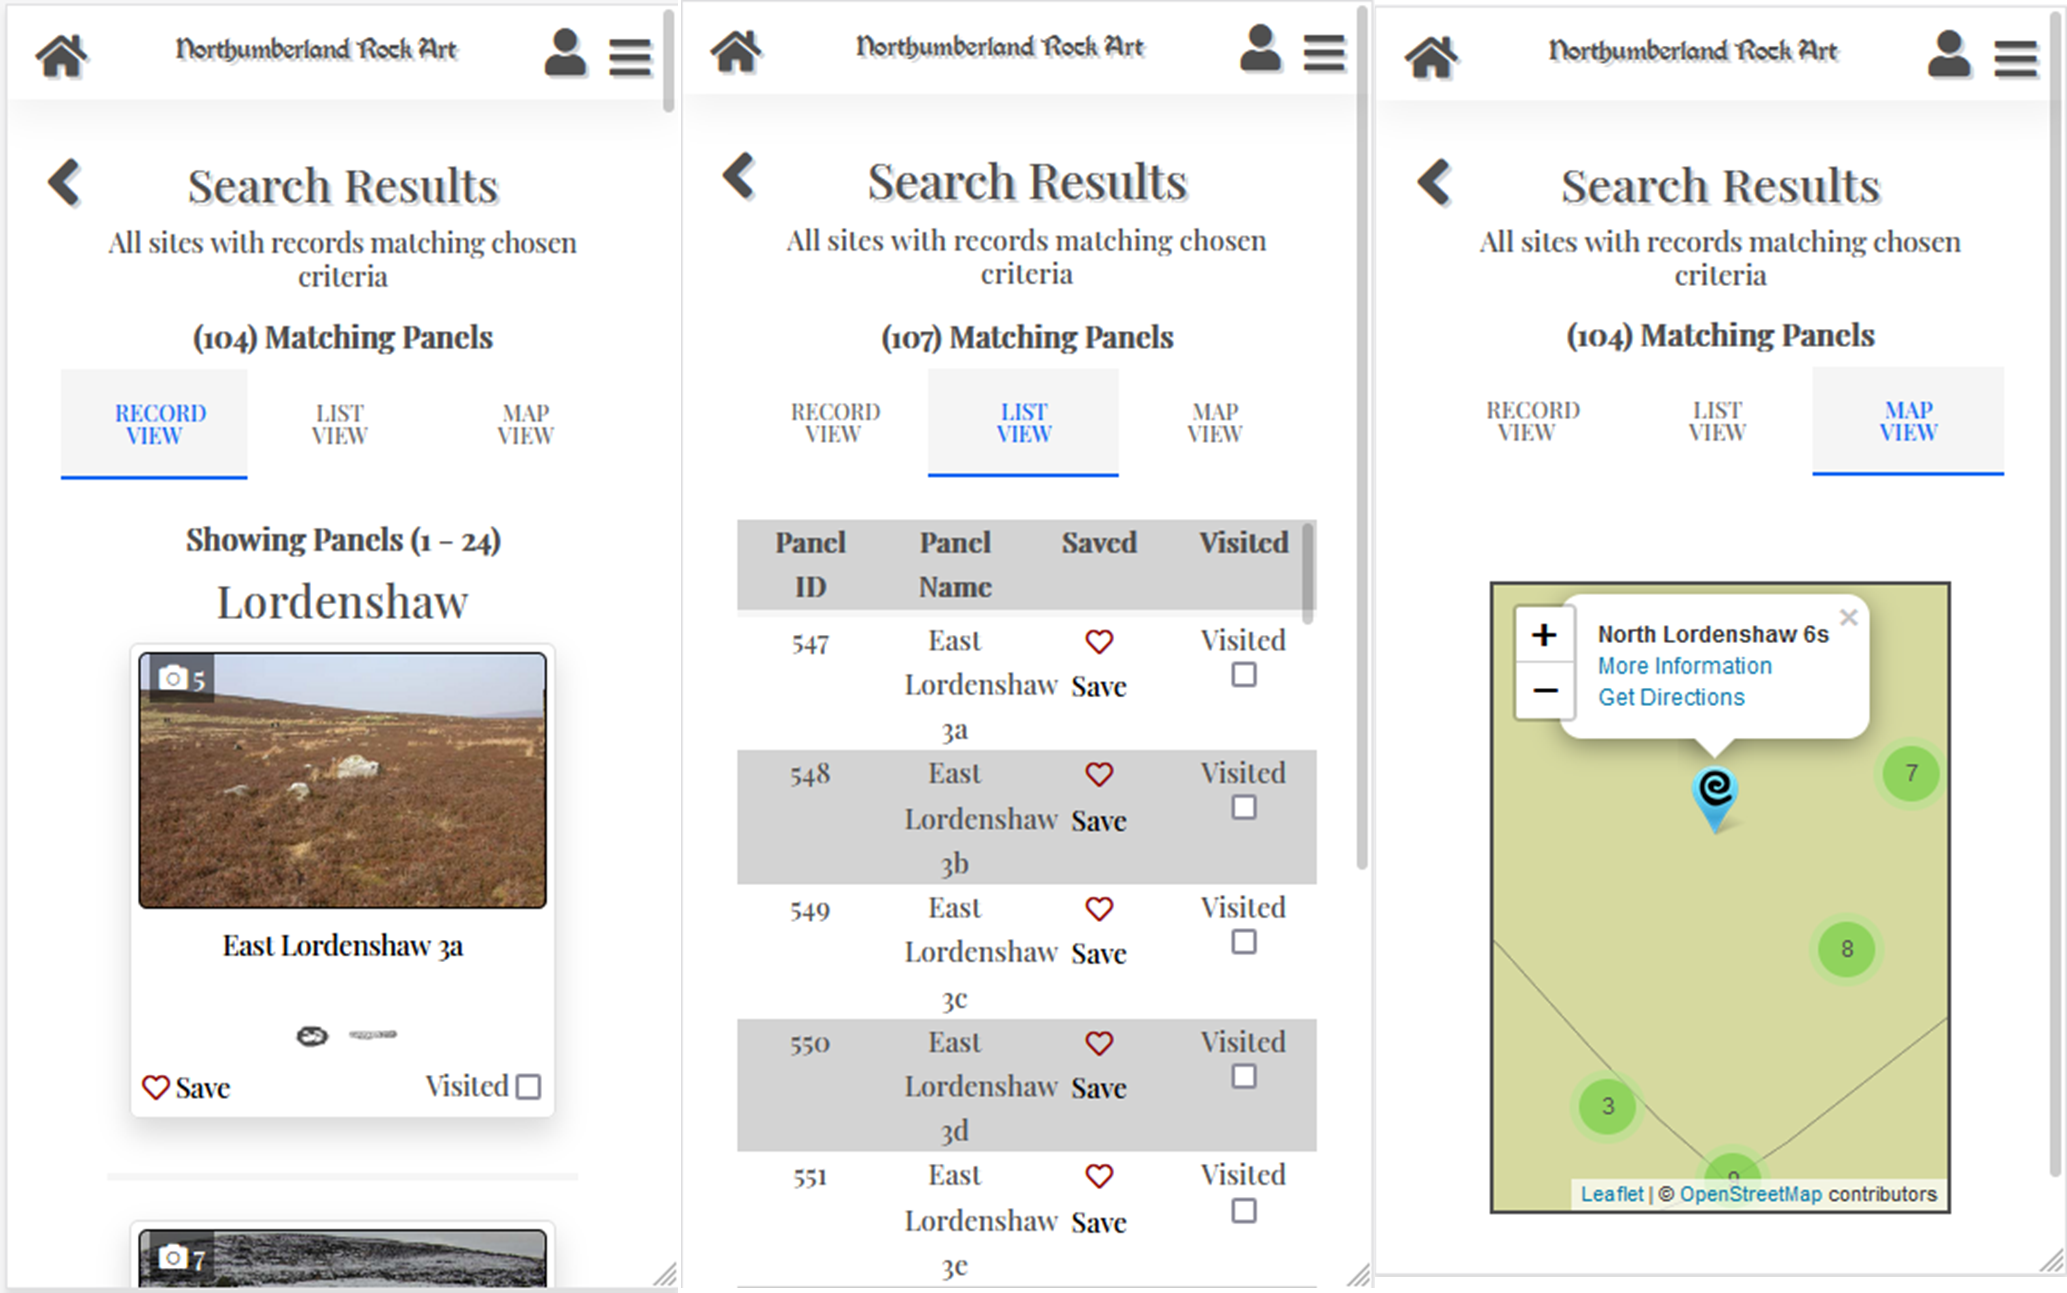 Northumberland Rock Art
Search Results
All sites with records matching chosen
criteria
(104) Matching Panels
RECORD VIEW
LIST VIEW
MAP VIEW
Showing Panels (1 – 24)
Lordenshaw
5
East Lordenshaw 3a
Save
Visited
7
Northumberland Rock Art
Search Results
All sites with records matching chosen
criteria
(107) Matching Panels
RECORD VIEW
LIST VIEW
MAP VIEW
Panel ID
Panel Name
Saved
Visited
547
East Lordenshaw 3a
Save
Visited
548
East Lordenshaw 3b
Save
Visited
549
East Lordenshaw 3c
Save
Visited
550
East Lordenshaw 3d
Save
Visited
551
East Lordenshaw 3e
Save
Visited
Northumberland Rock Art
Search Results
All sites with records matching chosen
criteria
(104) Matching Panels
RECORD VIEW
LIST VIEW
MAP VIEW
+
−
North Lordenshaw 6s
×
More Information
Get Directions
7
8
3
Leaflet | © OpenStreetMap contributors